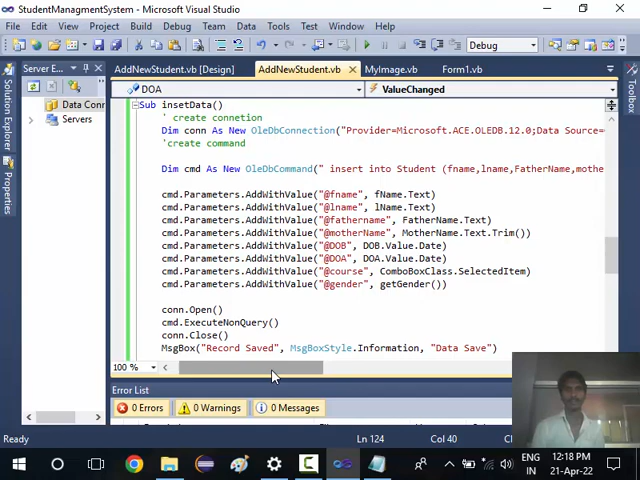 StudentManagmentSystem - Microsoft Visual Studio
File Edit View Project Build Debug Team Data Tools Test Window Help
Debug
Server E...
AddNewStudent.vb [Design] AddNewStudent.vb MyImage.vb Form1.vb
DOA ValueChanged
Data Conn
Servers
Solution Explorer
Properties
Toolbox
Sub insetData()
' create connetion
Dim conn As New OleDbConnection("Provider=Microsoft.ACE.OLEDB.12.0;Data Source=
'create command
Dim cmd As New OleDbCommand(" insert into Student (fname,lname,FatherName,mothe
cmd.Parameters.AddWithValue("@fname", fName.Text)
cmd.Parameters.AddWithValue("@lname", lName.Text)
cmd.Parameters.AddWithValue("@fathername", FatherName.Text)
cmd.Parameters.AddWithValue("@motherName", MotherName.Text.Trim())
cmd.Parameters.AddWithValue("@DOB", DOB.Value.Date)
cmd.Parameters.AddWithValue("@DOA", DOA.Value.Date)
cmd.Parameters.AddWithValue("@course", ComboBoxClass.SelectedItem)
cmd.Parameters.AddWithValue("@gender", getGender())
conn.Open()
cmd.ExecuteNonQuery()
conn.Close()
MsgBox("Record Saved", MsgBoxStyle.Information, "Data Save")
100 %
Error List
0 Errors 0 Warnings 0 Messages
Ready Ln 124 Col 40
ENG 12:18 PM
IN 21-Apr-22